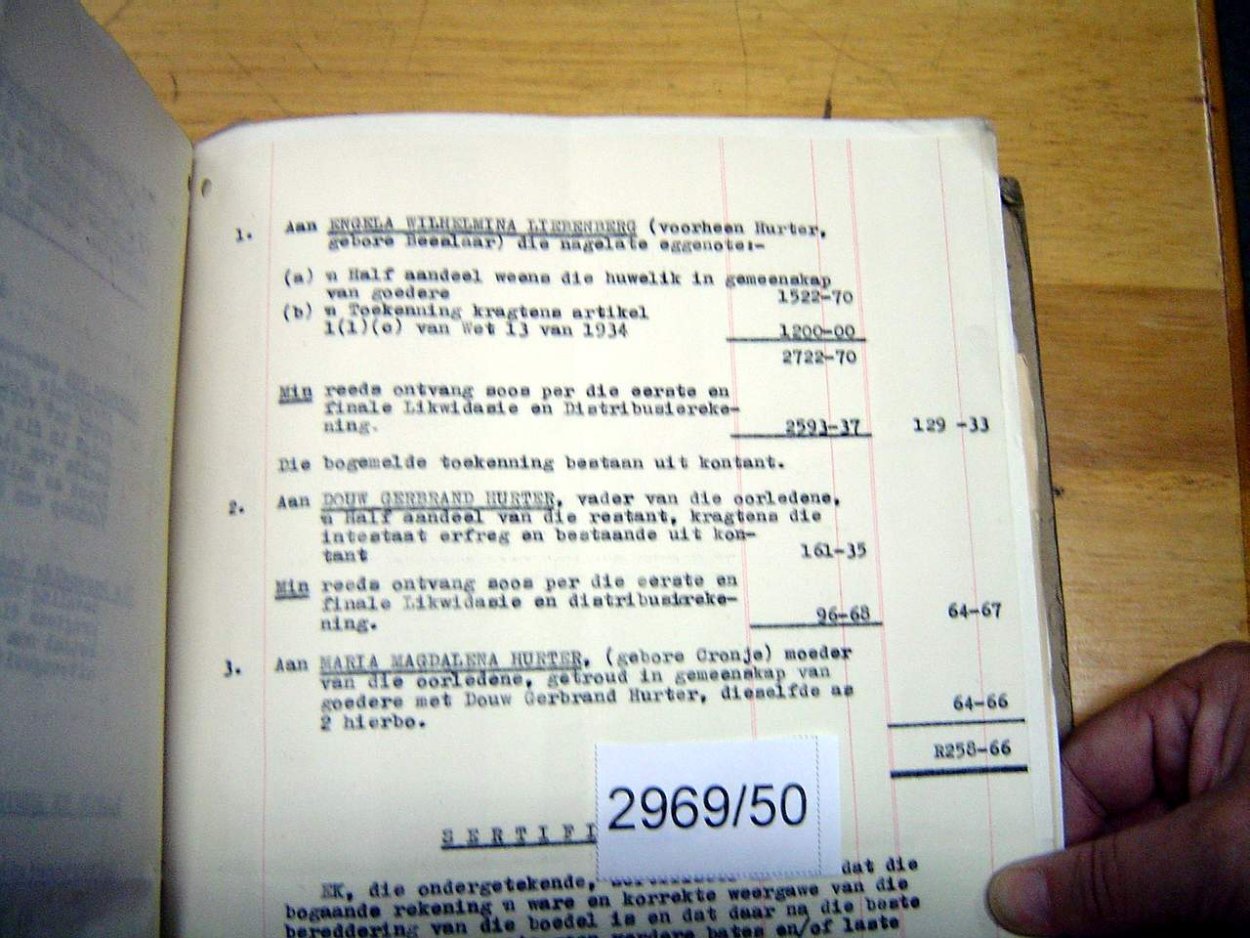 1. Aan ENGELA WILHELMINA LIEBENBERG (voorheen Hurter,
gebore Beeslaar) die nagelate eggenote:-
(a) 'n Half aandeel weens die huwelik in gemeenskap
van goedere 1522-70
(b) 'n Toekenning kragtens artikel
1(1)(c) van Wet 13 van 1934 1200-00
2722-70
Min reeds ontvang soos per die eerste en
finale Likwidasie en Distribusiereke-
ning. 2593-37 129 -33
Die bogemelde toekenning bestaan uit kontant.
2. Aan DOUW GERBRAND HURTER, vader van die oorledene,
'n Half aandeel van die restant, kragtens die
intestaat erfreg en bestaande uit kon-
tant 161-35
Min reeds ontvang soos per die eerste en
finale Likwidasie en distribusiereke-
ning. 96-68 64-67
3. Aan MARIA MAGDALENA HURTER, (gebore Cronje) moeder
van die oorledene, getroud in gemeenskap van
goedere met Douw Gerbrand Hurter, dieselfde as
2 hierbo. 64-66
R258-66
2969/50
S E R T I F I
EK, die ondergetekende, dat die
bogaande rekening 'n ware en korrekte weergawe van die
bereddering van die boedel is en dat daar na die beste
verdere bates en/of laste